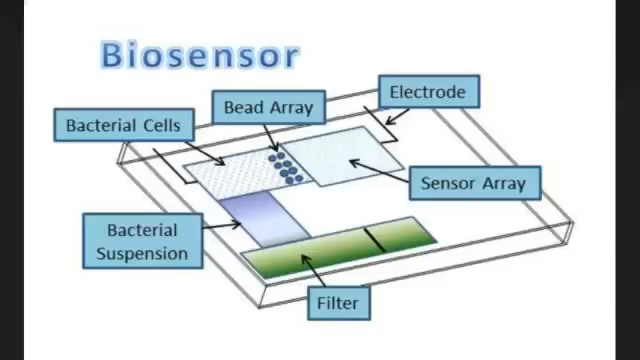 Biosensor
Bead Array
Electrode
Bacterial Cells
Sensor Array
Bacterial
Suspension
Filter